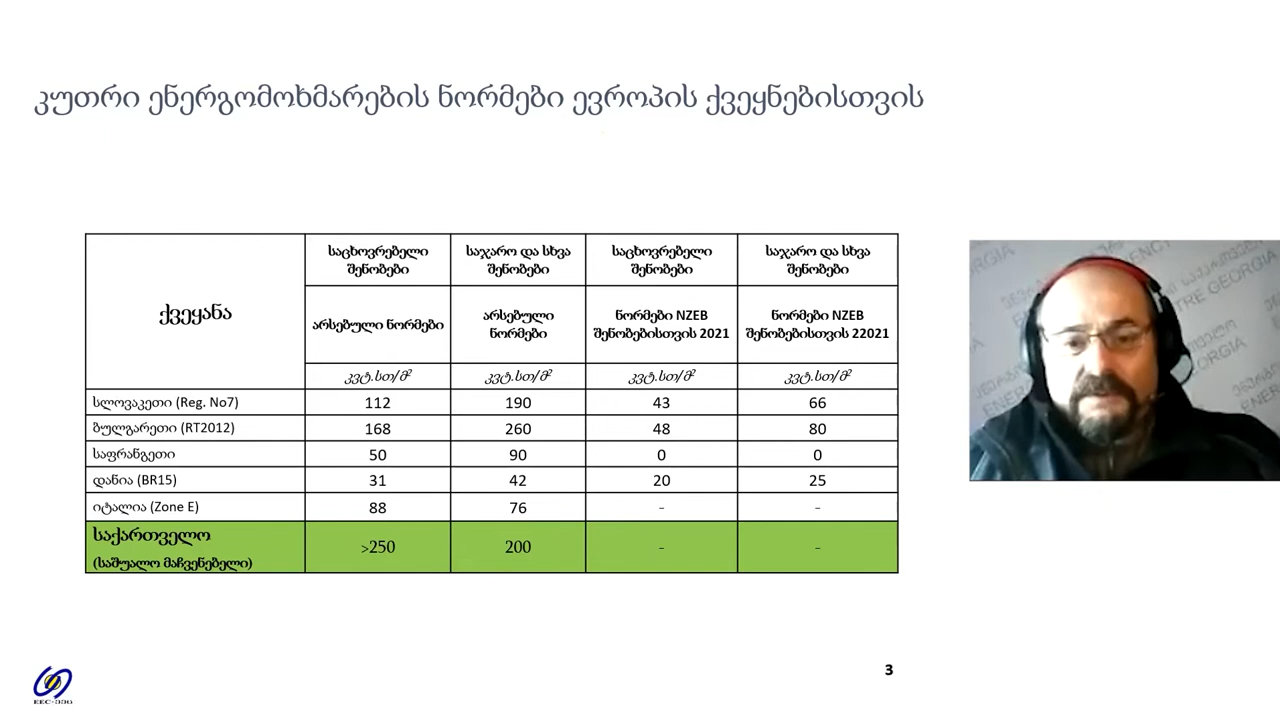 კუთრი ენერგომოხმარების ნორმები ევროპის ქვეყნებისთვის
ქვეყანა
საცხოვრებელი
შენობები
საჯარო და სხვა
შენობები
საცხოვრებელი
შენობები
საჯარო და სხვა
შენობები
არსებული ნორმები
არსებული
ნორმები
ნორმები NZEB
შენობებისთვის 2021
ნორმები NZEB
შენობებისთვის 22021
კვტ.სთ/მ²
კვტ.სთ/მ²
კვტ.სთ/მ²
კვტ.სთ/მ²
სლოვაკეთი (Reg. No7) 112 190 43 66
ბულგარეთი (RT2012) 168 260 48 80
საფრანგეთი 50 90 0 0
დანია (BR15) 31 42 20 25
იტალია (Zone E) 88 76 - -
საქართველო
(საშუალო მაჩვენებელი)
>250 200 - -
3
GEORGIA
ENERGY
TRE GEORGIA